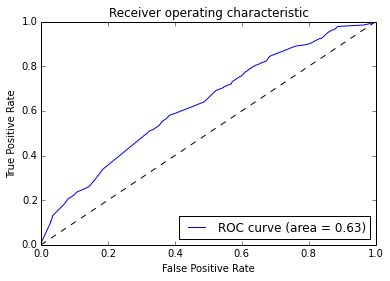 Receiver operating characteristic
1.0
0.8
0.6
0.4
0.2
0.0
True Positive Rate
ROC curve (area = 0.63)
0.0 0.2 0.4 0.6 0.8 1.0
False Positive Rate